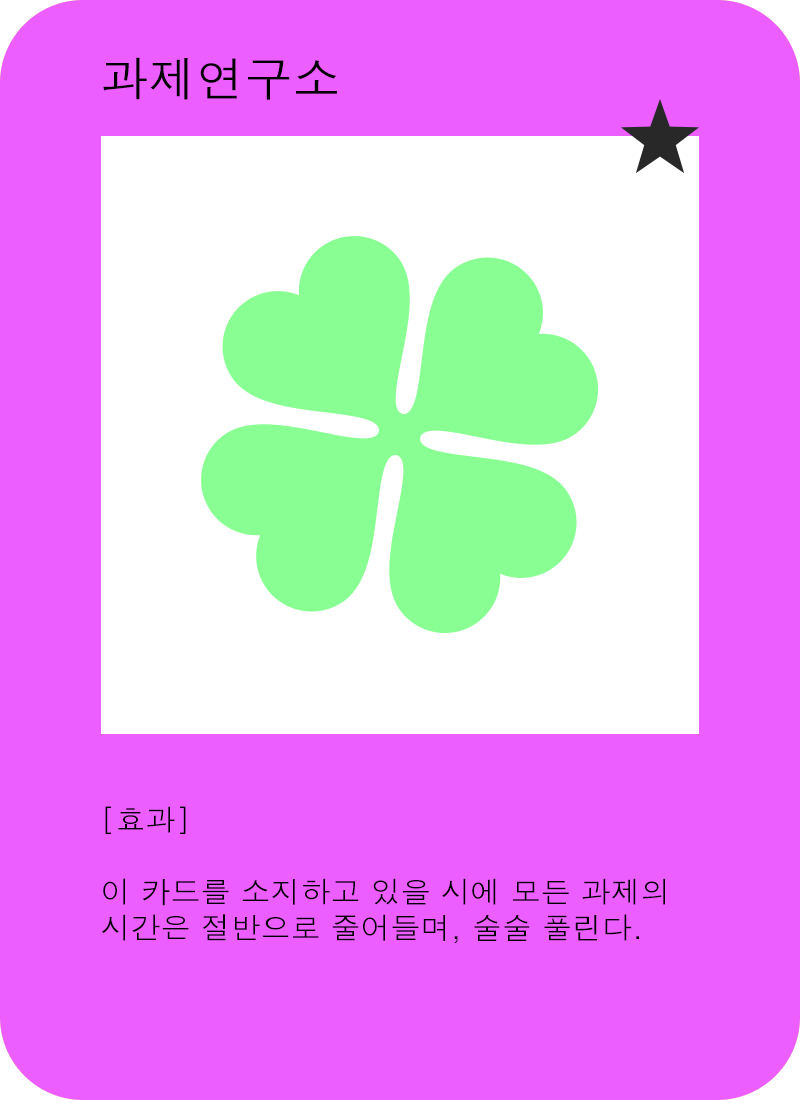 과제연구소
[효과]
이 카드를 소지하고 있을 시에 모든 과제의
시간은 절반으로 줄어들며, 술술 풀린다.